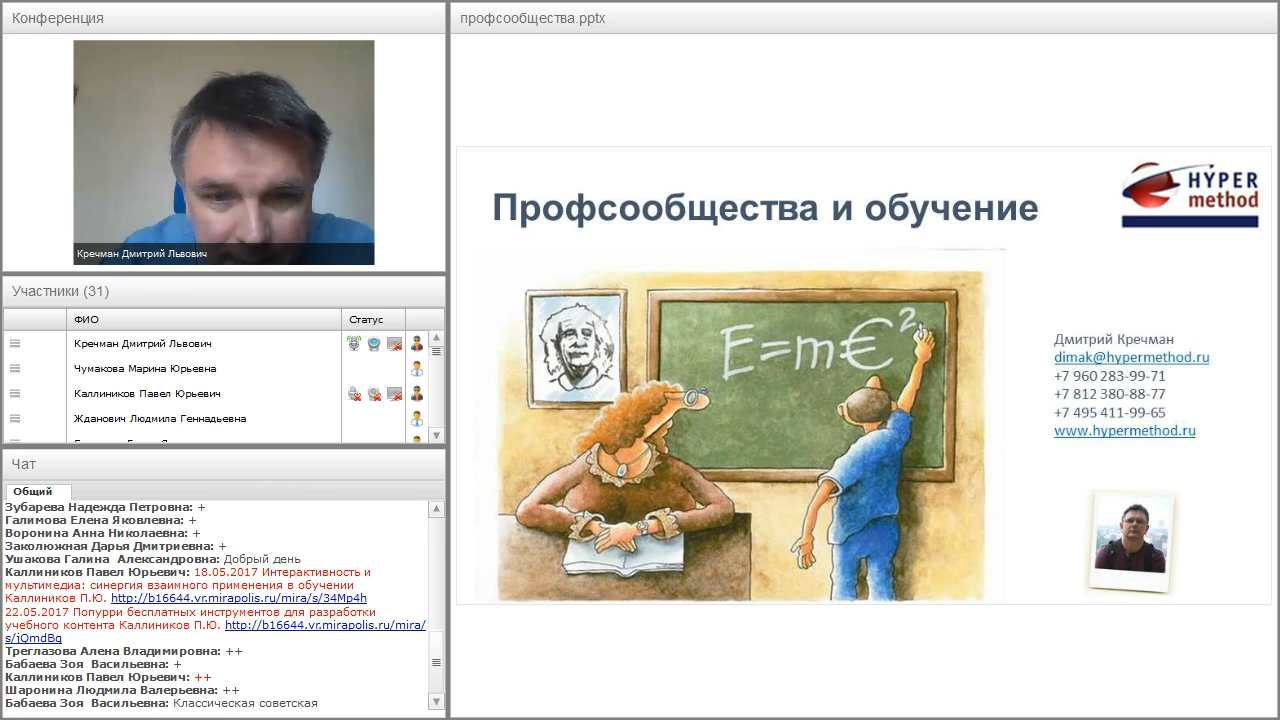 Конференция
Кречман Дмитрий Львович
Участники (31)
ФИО
Статус
Кречман Дмитрий Львович
Чумакова Марина Юрьевна
Каллиников Павел Юрьевич
Жданович Людмила Геннадьевна
Чат
Общий
Зубарева Надежда Петровна: +
Галимова Елена Яковлевна: +
Воронина Анна Николаевна: +
Заколюжная Дарья Дмитриевна: +
Ушакова Галина Александровна: Добрый день
Каллиников Павел Юрьевич: 18.05.2017 Интерактивность и
мультимедиа: синергия взаимного применения в обучении
Каллиников П.Ю. http://b16644.vr.mirapolis.ru/mira/s/34Mp4h
22.05.2017 Попурри бесплатных инструментов для разработки
учебного контента Каллиников П.Ю. http://b16644.vr.mirapolis.ru/mira/
s/jQmdBq
Треглазова Алена Владимировна: ++
Бабаева Зоя Васильевна: +
Каллиников Павел Юрьевич: ++
Шаронина Людмила Валерьевна: ++
Бабаева Зоя Васильевна: Классическая советская
профсообщества.pptx
Профсообщества и обучение
HYPER
method
E=m€²
Дмитрий Кречман
dimak@hypermethod.ru
+7 960 283-99-71
+7 812 380-88-77
+7 495 411-99-65
www.hypermethod.ru